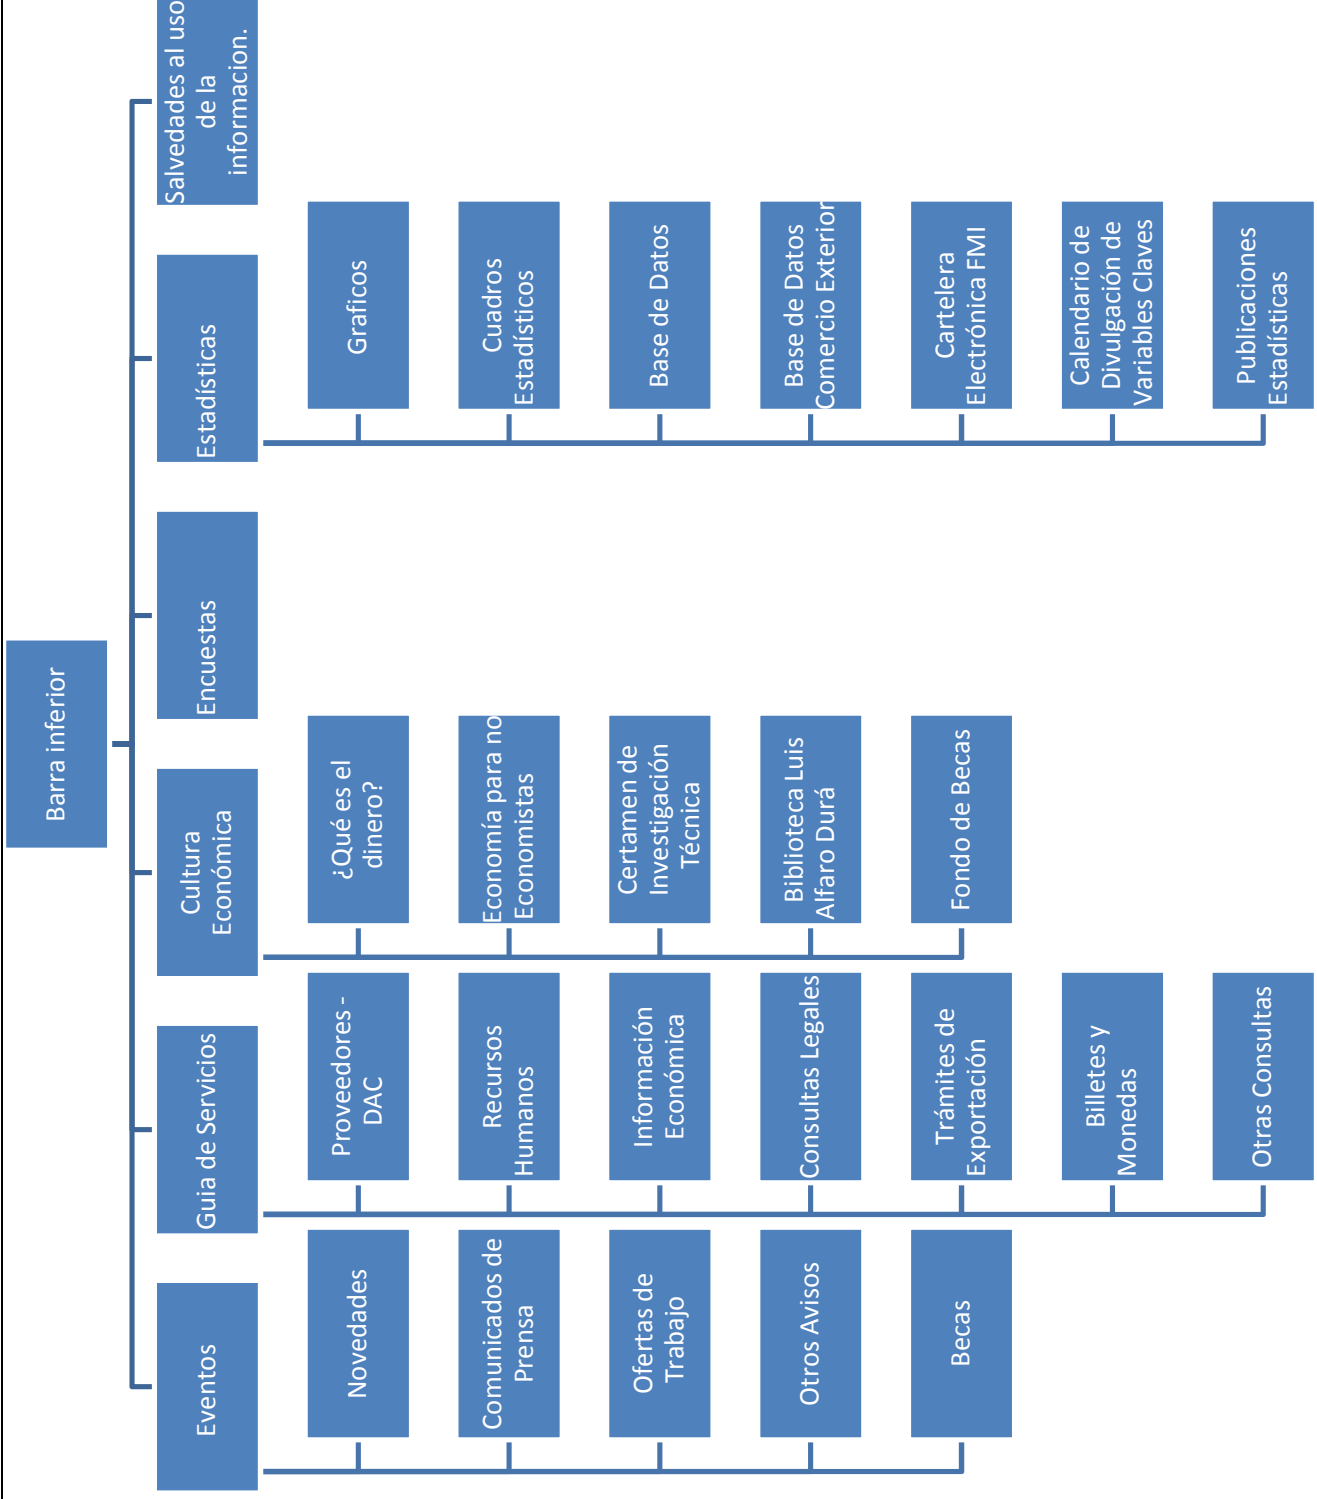 Barra inferior
Eventos
Novedades
Comunicados de
Prensa
Ofertas de
Trabajo
Otros Avisos
Becas
Guia de Servicios
Proveedores -
DAC
Recursos
Humanos
Información
Económica
Consultas Legales
Trámites de
Exportación
Billetes y
Monedas
Otras Consultas
Cultura
Económica
¿Qué es el
dinero?
Economía para no
Economistas
Certamen de
Investigación
Técnica
Biblioteca Luis
Alfaro Durá
Fondo de Becas
Encuestas
Estadísticas
Graficos
Cuadros
Estadísticos
Base de Datos
Base de Datos
Comercio Exterior
Cartelera
Electrónica FMI
Calendario de
Divulgación de
Variables Claves
Publicaciones
Estadísticas
Salvedades al uso
de la
informacion.